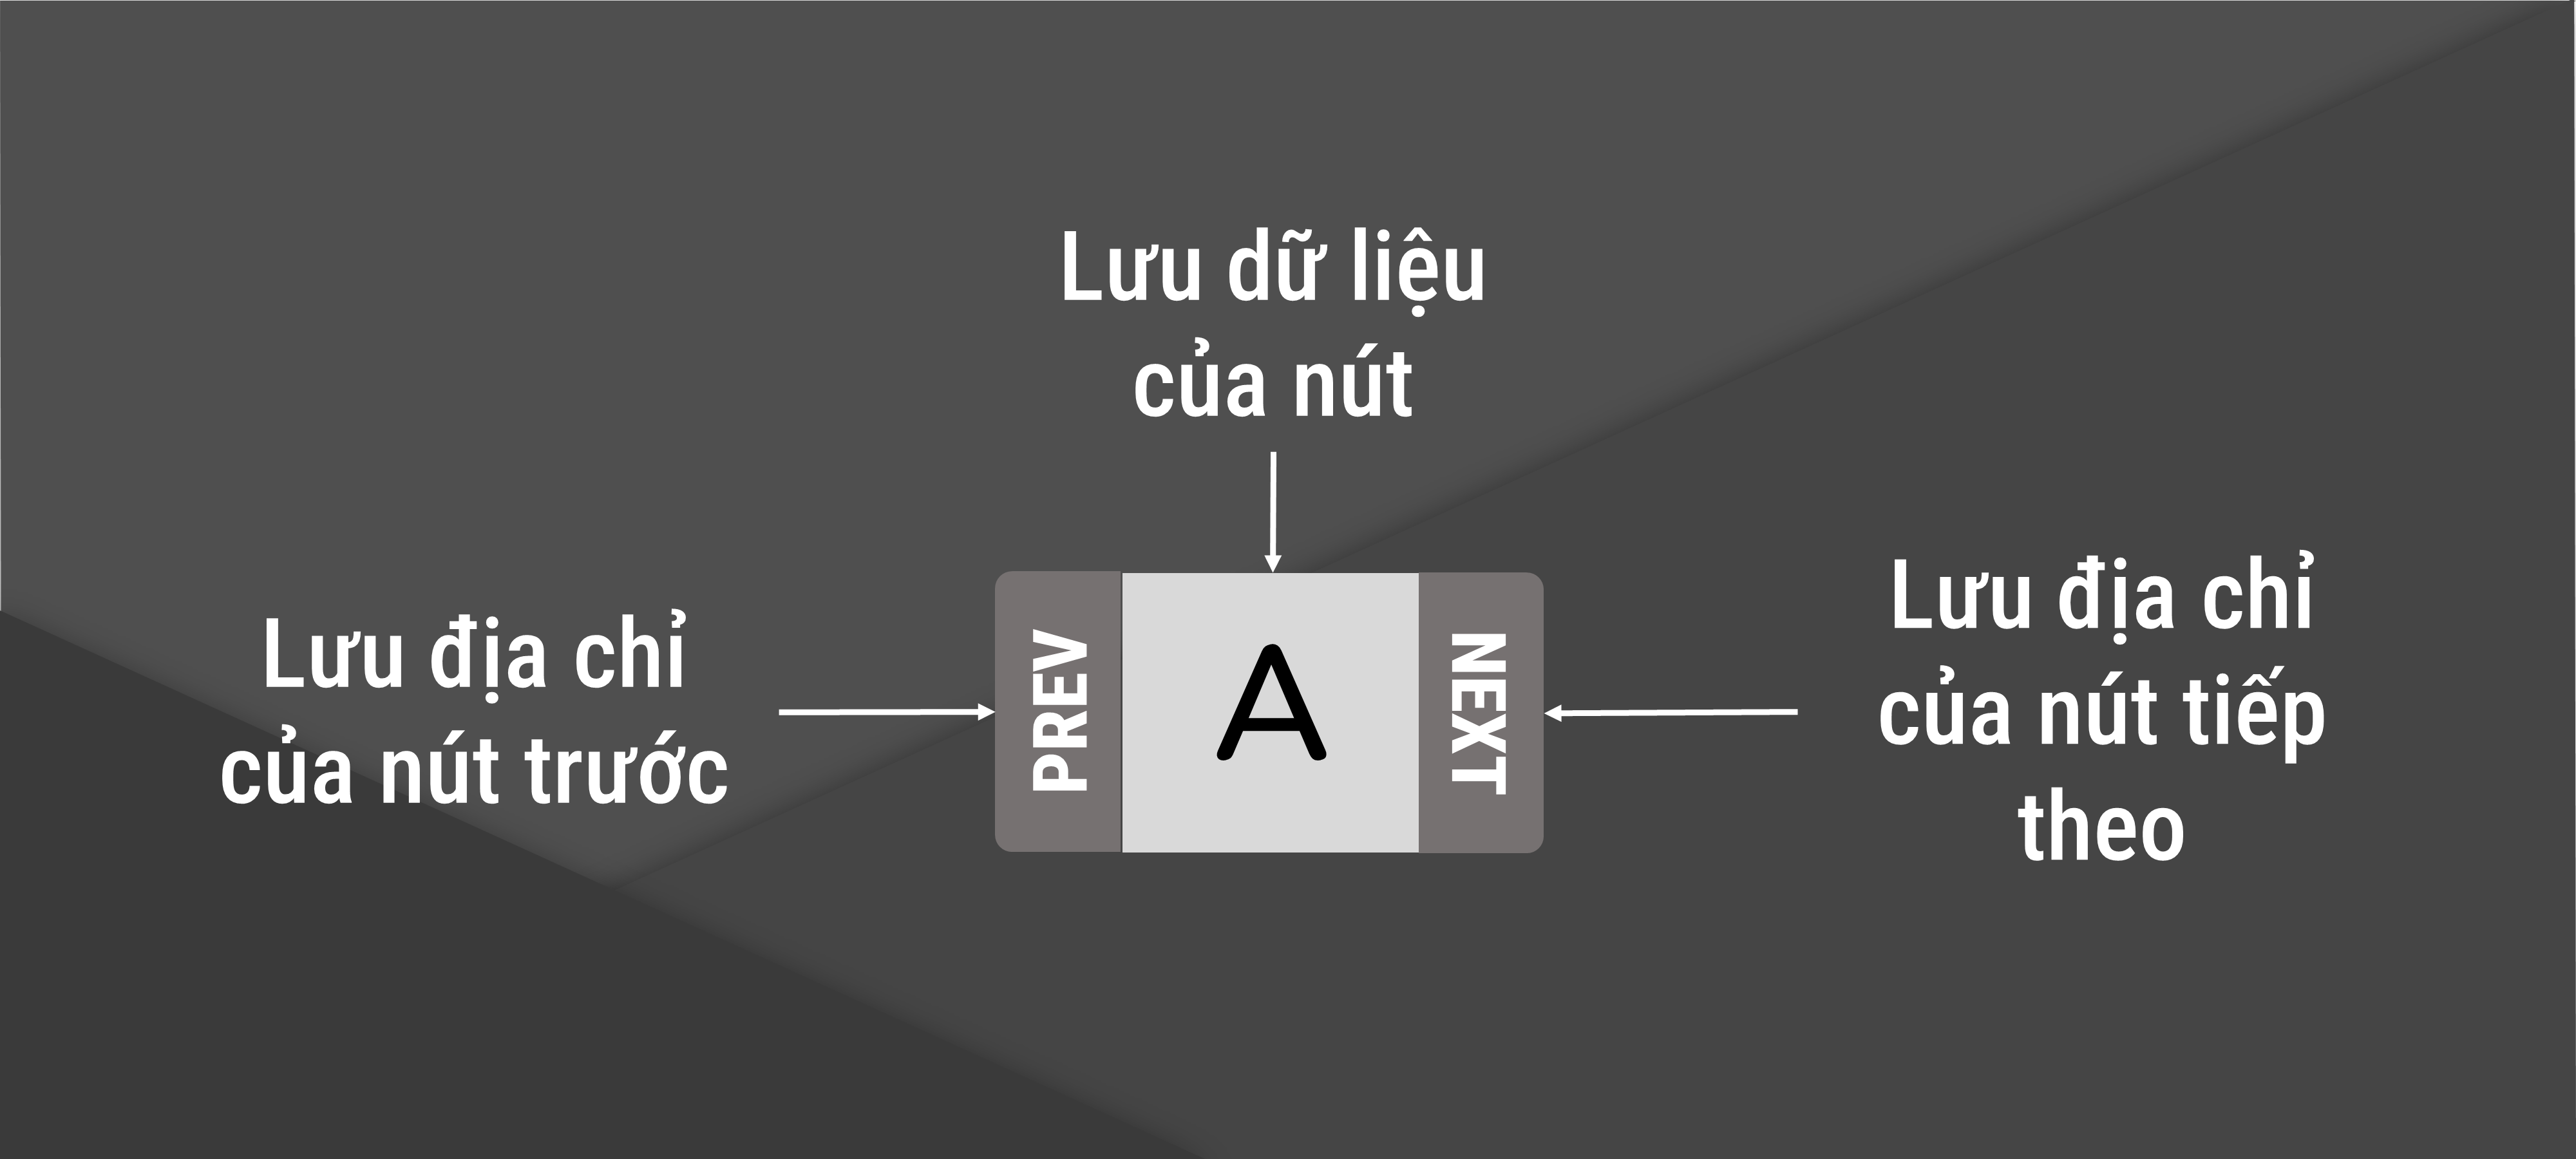 Lưu dữ liệu
của nút
Lưu địa chỉ
của nút trước
PREV
A
NEXT
Lưu địa chỉ
của nút tiếp
theo